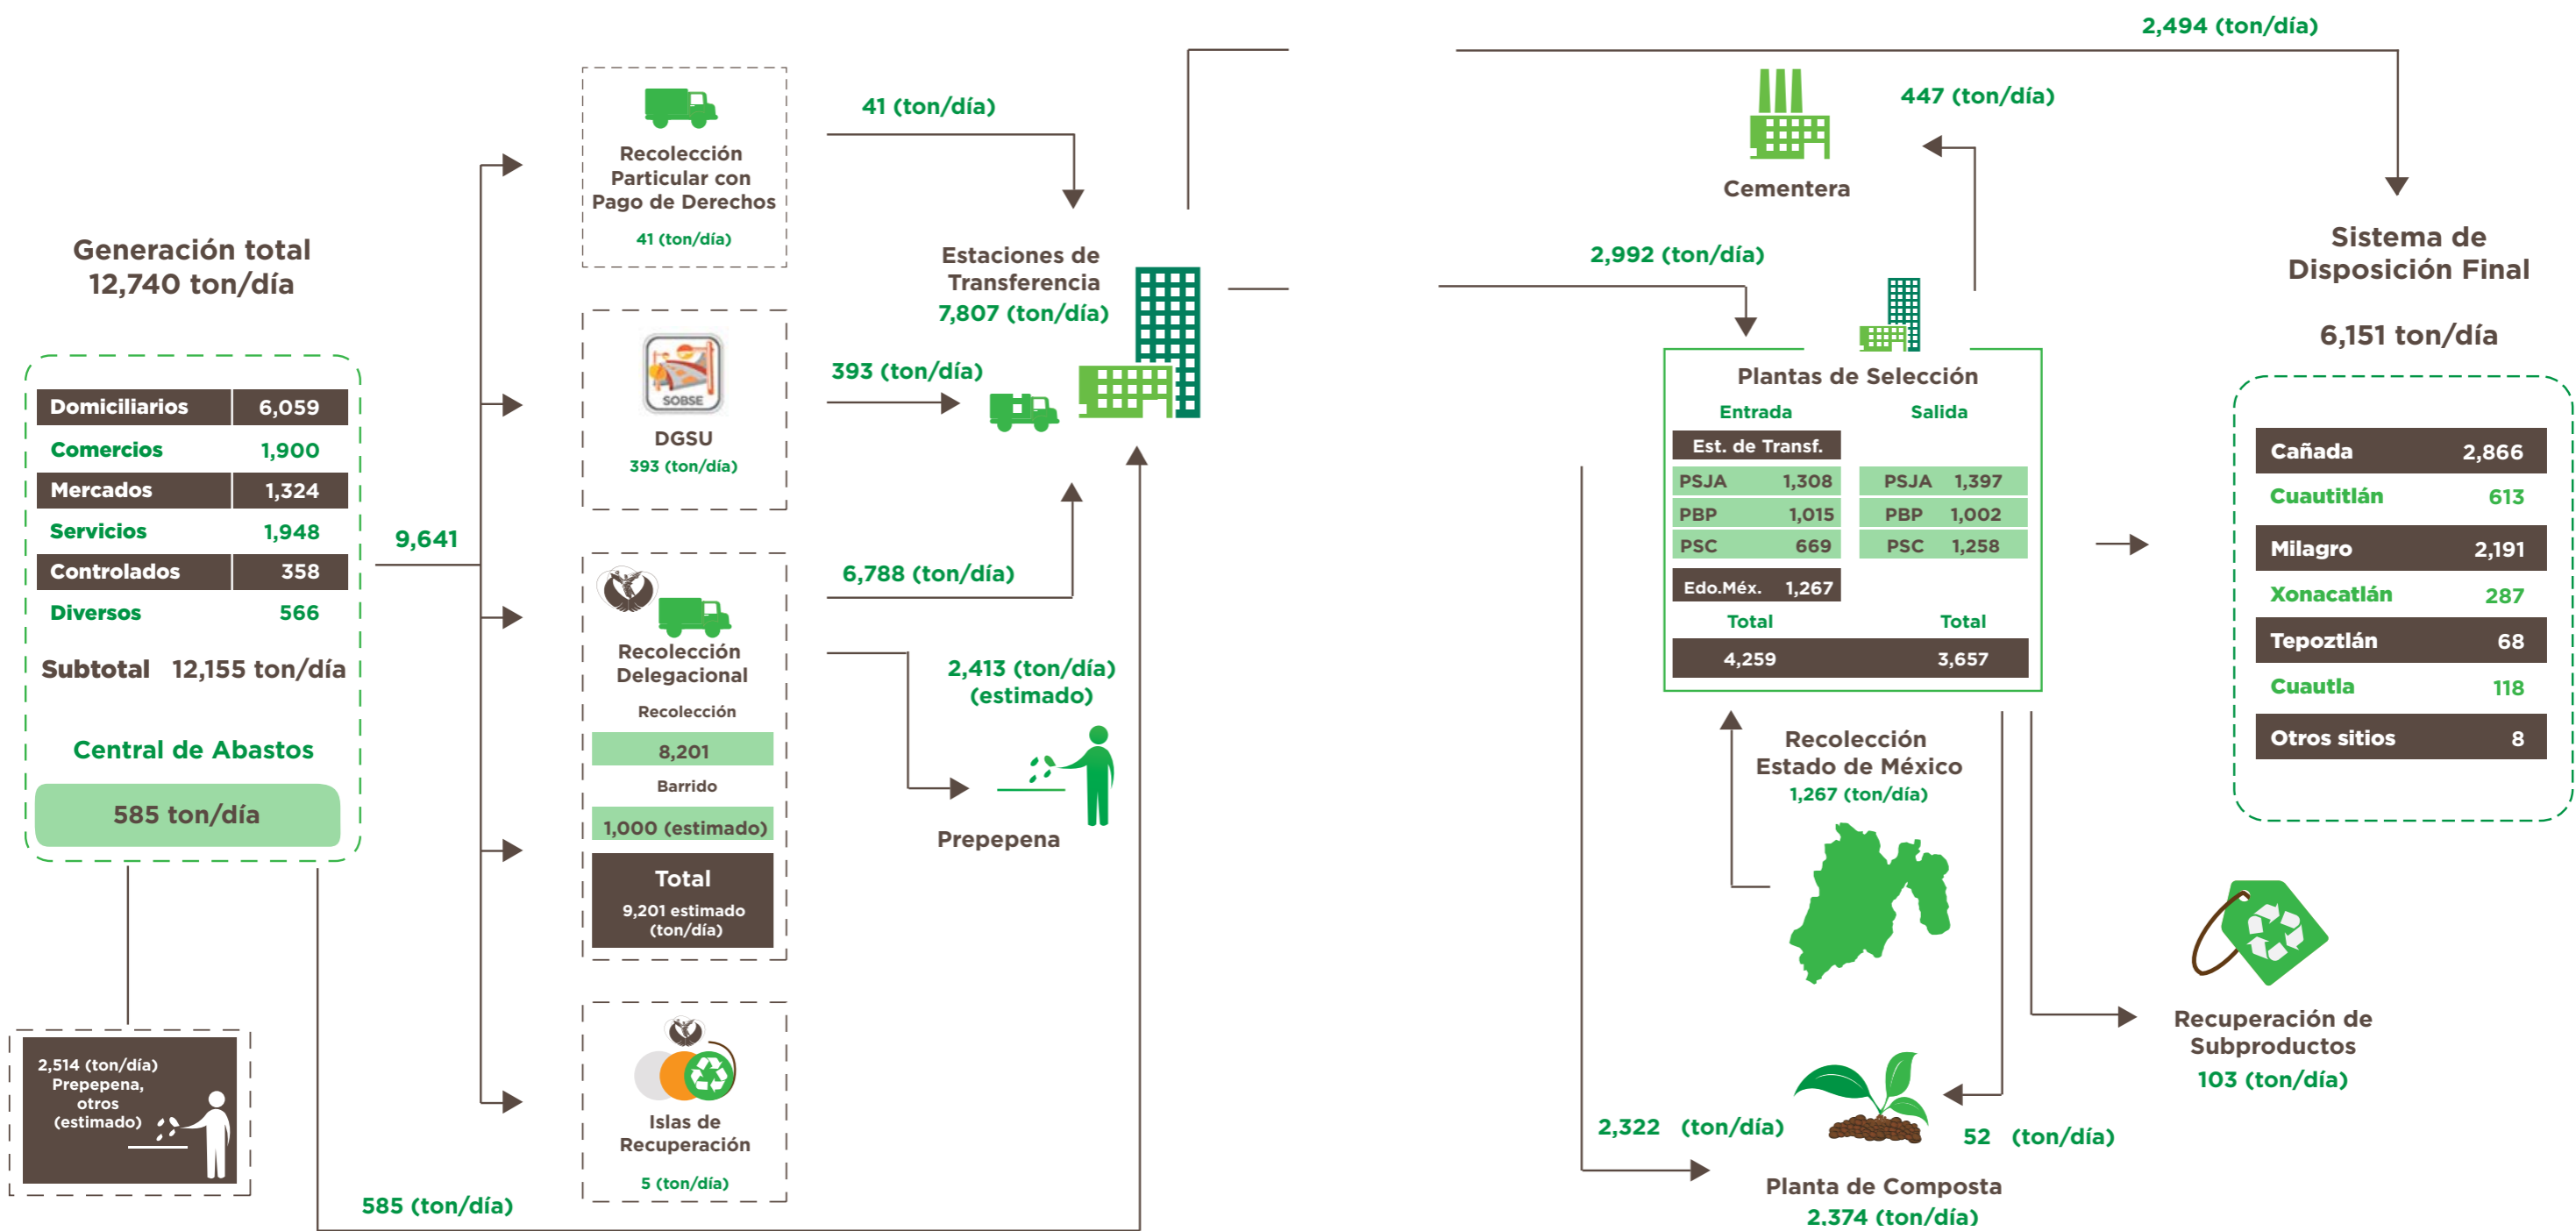 Generación total
12,740 ton/día
Domiciliarios 6,059
Comercios 1,900
Mercados 1,324
Servicios 1,948
Controlados 358
Diversos 566
Subtotal 12,155 ton/día
Central de Abastos
585 ton/día
2,514 (ton/día)
Prepepena,
otros
(estimado)
9,641
585 (ton/día)
Recolección
Particular con
Pago de Derechos
41 (ton/día)
SOBSE
DGSU
393 (ton/día)
Recolección
Delegacional
Recolección
8,201
Barrido
1,000 (estimado)
Total
9,201 estimado
(ton/día)
Islas de
Recuperación
5 (ton/día)
41 (ton/día)
393 (ton/día)
6,788 (ton/día)
2,413 (ton/día)
(estimado)
Prepepena
Estaciones de
Transferencia
7,807 (ton/día)
2,494 (ton/día)
447 (ton/día)
Cementera
2,992 (ton/día)
Plantas de Selección
Entrada Salida
Est. de Transf.
PSJA 1,308 PSJA 1,397
PBP 1,015 PBP 1,002
PSC 669 PSC 1,258
Edo.Méx. 1,267
Total Total
4,259 3,657
Recolección
Estado de México
1,267 (ton/día)
2,322 (ton/día)
52 (ton/día)
Planta de Composta
2,374 (ton/día)
Recuperación de
Subproductos
103 (ton/día)
Sistema de
Disposición Final
6,151 ton/día
Cañada 2,866
Cuautitlán 613
Milagro 2,191
Xonacatlán 287
Tepoztlán 68
Cuautla 118
Otros sitios 8